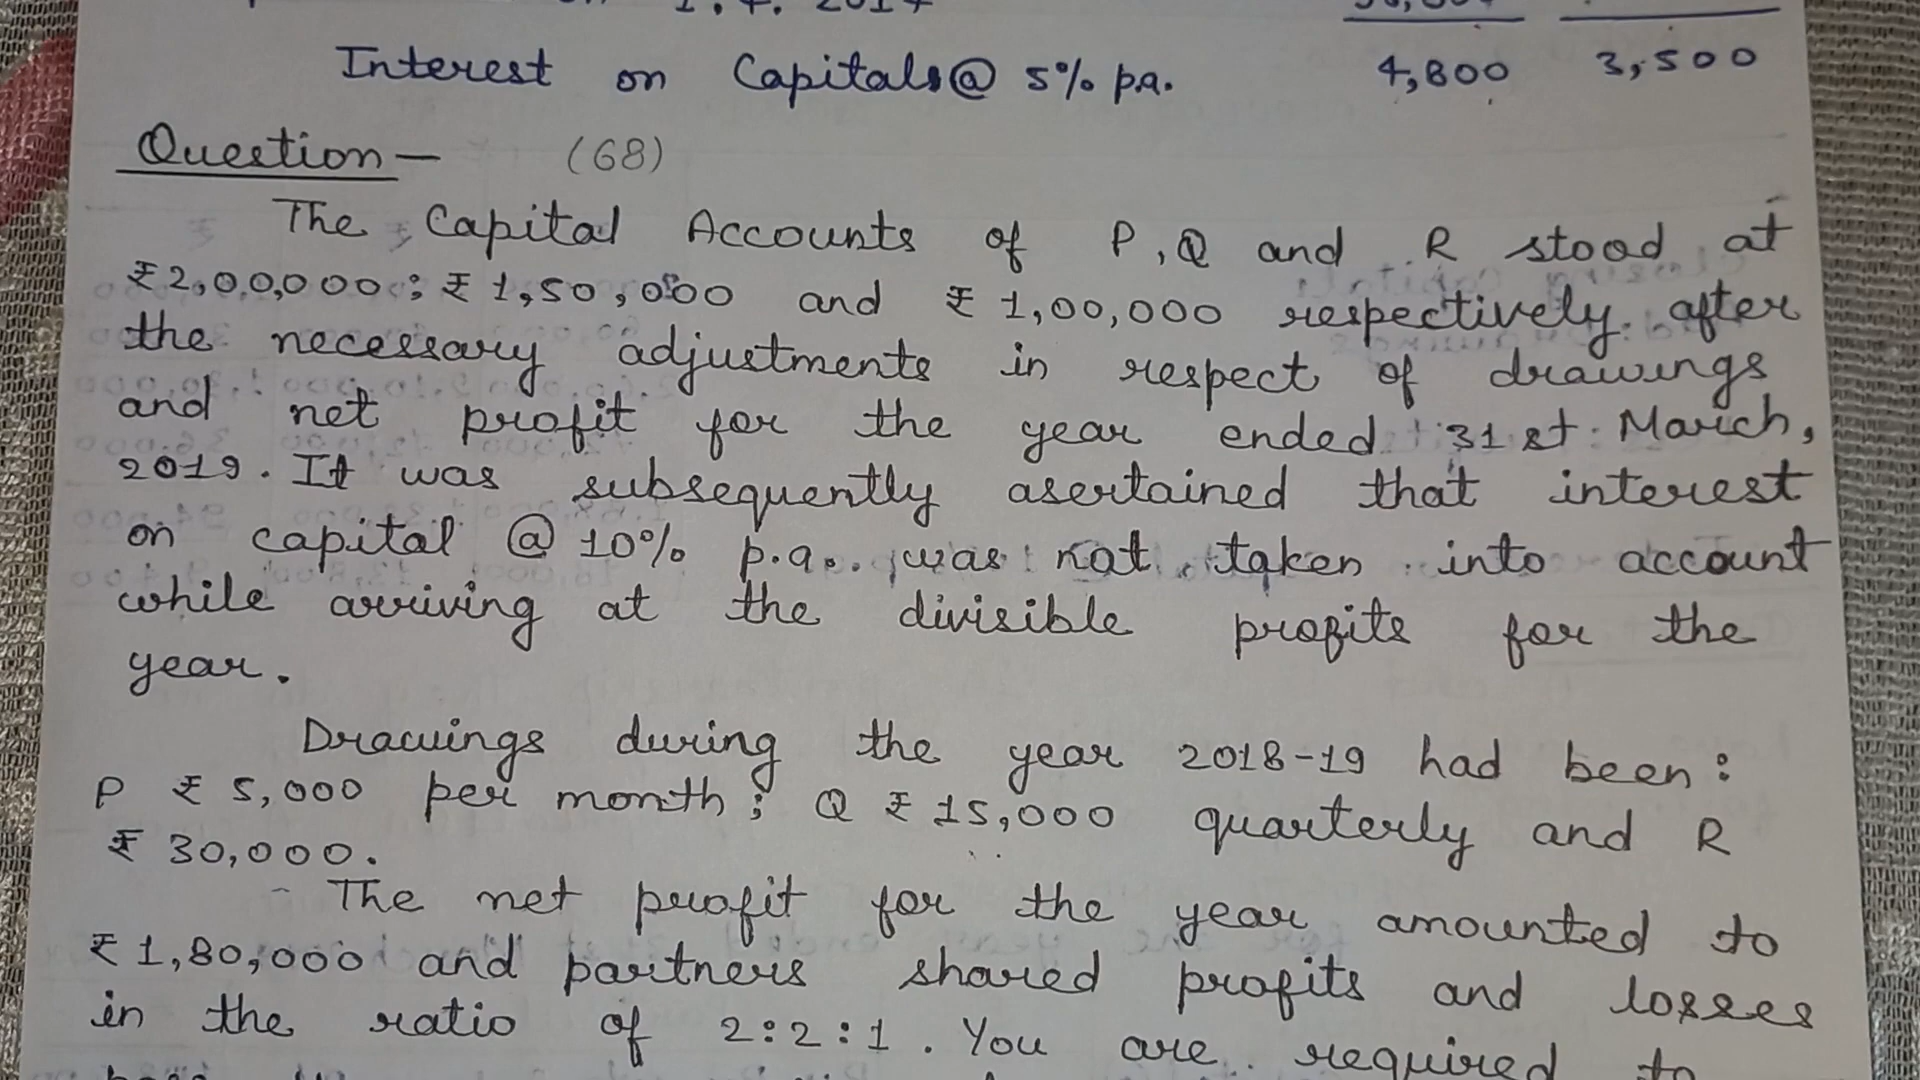 1.4.2017
Interest on Capitals @ 5% p.a. 4,800 3,500
Question - (68)
The Capital Accounts of P, Q and R stood at
₹ 2,00,000; ₹ 1,50,000 and ₹ 1,00,000 respectively after
the necessary adjustments in respect of drawings
and net profit for the year ended 31st March,
2019. It was subsequently asertained that interest
on capital @ 10% p.a. was not taken into account
while arriving at the divisible profits for the
year.
Drawings during the year 2018-19 had been:
P ₹ 5,000 per month; Q ₹ 15,000 quarterly and R
₹ 30,000.
The net profit for the year amounted to
₹ 1,80,000 and partners shared profits and losses
in the ratio of 2:2:1. You are required to